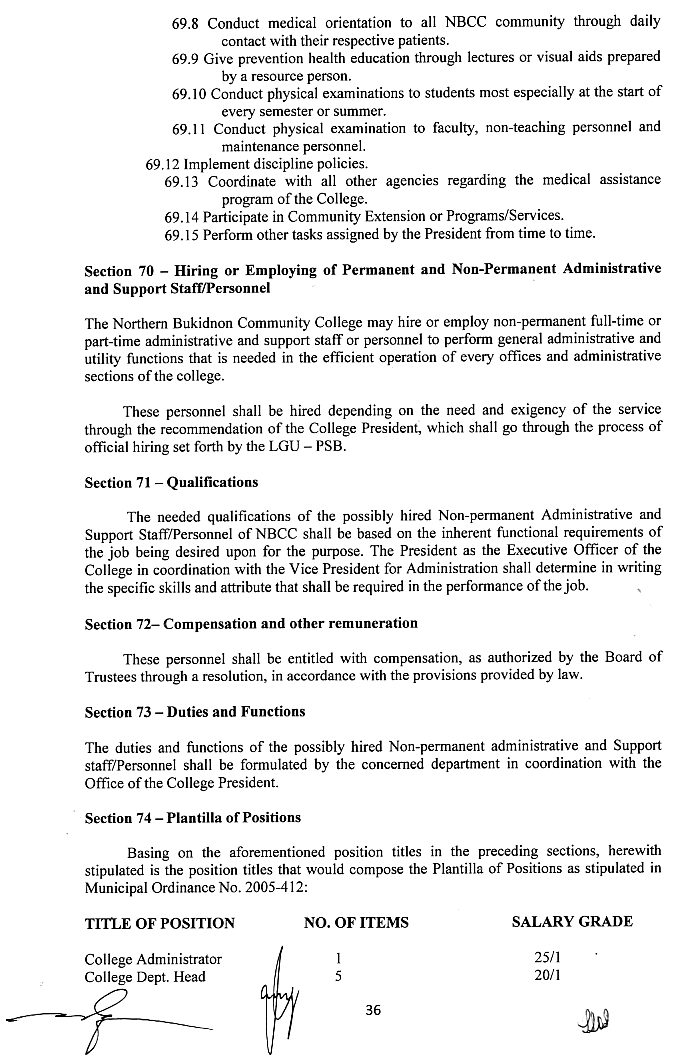 69.8 Conduct medical orientation to all NBCC community through daily
contact with their respective patients.
69.9 Give prevention health education through lectures or visual aids prepared
by a resource person.
69.10 Conduct physical examinations to students most especially at the start of
every semester or summer.
69.11 Conduct physical examination to faculty, non-teaching personnel and
maintenance personnel.
69.12 Implement discipline policies.
69.13 Coordinate with all other agencies regarding the medical assistance
program of the College.
69.14 Participate in Community Extension or Programs/Services.
69.15 Perform other tasks assigned by the President from time to time.
Section 70 – Hiring or Employing of Permanent and Non-Permanent Administrative
and Support Staff/Personnel
The Northern Bukidnon Community College may hire or employ non-permanent full-time or
part-time administrative and support staff or personnel to perform general administrative and
utility functions that is needed in the efficient operation of every offices and administrative
sections of the college.
These personnel shall be hired depending on the need and exigency of the service
through the recommendation of the College President, which shall go through the process of
official hiring set forth by the LGU – PSB.
Section 71 – Qualifications
The needed qualifications of the possibly hired Non-permanent Administrative and
Support Staff/Personnel of NBCC shall be based on the inherent functional requirements of
the job being desired upon for the purpose. The President as the Executive Officer of the
College in coordination with the Vice President for Administration shall determine in writing
the specific skills and attribute that shall be required in the performance of the job.
Section 72– Compensation and other remuneration
These personnel shall be entitled with compensation, as authorized by the Board of
Trustees through a resolution, in accordance with the provisions provided by law.
Section 73 – Duties and Functions
The duties and functions of the possibly hired Non-permanent administrative and Support
staff/Personnel shall be formulated by the concerned department in coordination with the
Office of the College President.
Section 74 – Plantilla of Positions
Basing on the aforementioned position titles in the preceding sections, herewith
stipulated is the position titles that would compose the Plantilla of Positions as stipulated in
Municipal Ordinance No. 2005-412:
TITLE OF POSITION NO. OF ITEMS SALARY GRADE
College Administrator 1 25/1
College Dept. Head 5 20/1
36